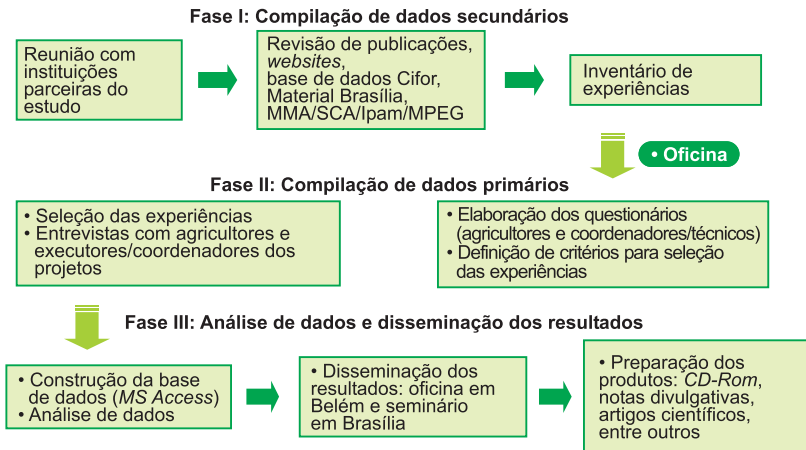 Fase I: Compilação de dados secundários
Reunião com
instituições
parceiras do
estudo
Revisão de publicações,
websites,
base de dados Cifor,
Material Brasília,
MMA/SCA/Ipam/MPEG
Inventário de
experiências
• Oficina
Fase II: Compilação de dados primários
• Seleção das experiências
• Entrevistas com agricultores e
executores/coordenadores dos
projetos
• Elaboração dos questionários
(agricultores e coordenadores/técnicos)
• Definição de critérios para seleção
das experiências
Fase III: Análise de dados e disseminação dos resultados
• Construção da base
de dados (MS Access)
• Análise de dados
• Disseminação dos
resultados: oficina em
Belém e seminário
em Brasília
• Preparação dos
produtos: CD-Rom,
notas divulgativas,
artigos científicos,
entre outros